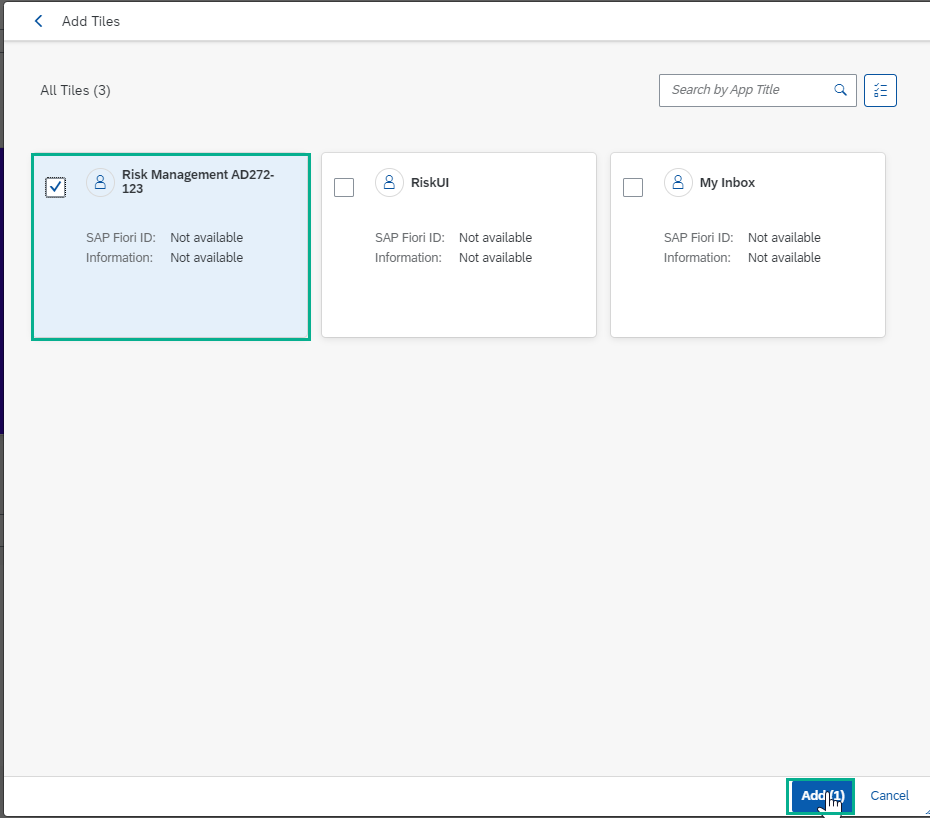 Add Tiles
All Tiles (3)
Search by App Title
Risk Management AD272-
123
SAP Fiori ID: Not available
Information: Not available
RiskUI
SAP Fiori ID: Not available
Information: Not available
My Inbox
SAP Fiori ID: Not available
Information: Not available
Add (1)
Cancel